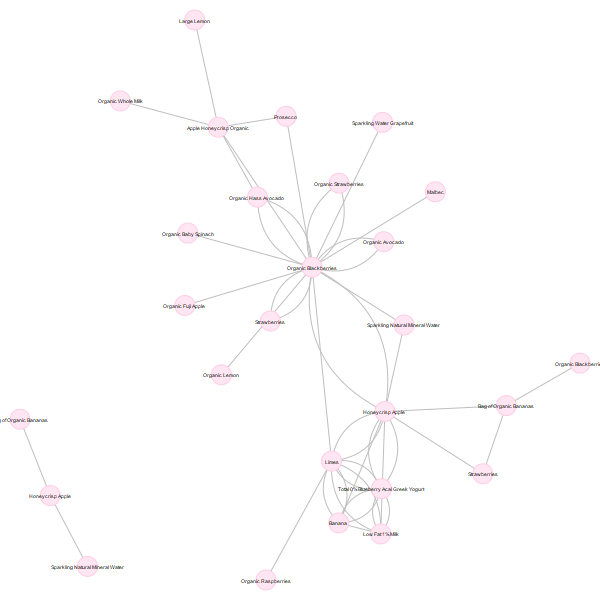 Large Lemon
Organic Whole Milk
Prosecco
Apple Honeycrisp Organic
Sparkling Water Grapefruit
Organic Strawberries
Malbec
Organic Hass Avocado
Organic Baby Spinach
Organic Avocado
Organic Blackberries
Organic Fuji Apple
Strawberries
Sparkling Natural Mineral Water
Organic Blackberri
Organic Lemon
Bag of Organic Bananas
Honeycrisp Apple
of Organic Bananas
Limes
Strawberries
Total 0% Blueberry Acai Greek Yogurt
Honeycrisp Apple
Banana
Low Fat 1% Milk
Sparkling Natural Mineral Water
Organic Raspberries